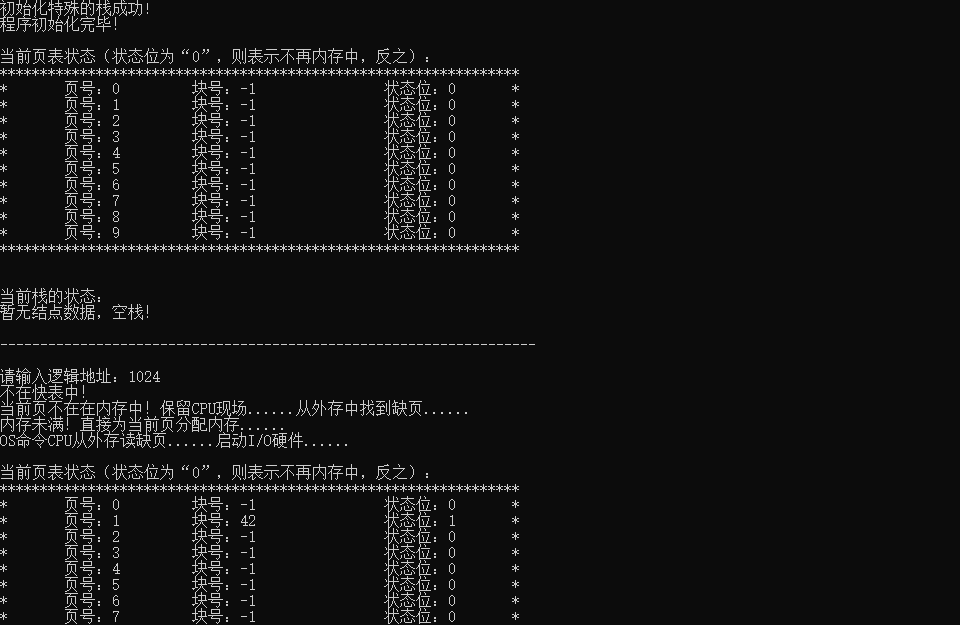 初始化特殊的栈成功!
程序初始化完毕!
当前页表状态（状态位为“0”，则表示不再内存中，反之）:
*****************************************************************
* 页号: 0 块号: -1 状态位: 0 *
* 页号: 1 块号: -1 状态位: 0 *
* 页号: 2 块号: -1 状态位: 0 *
* 页号: 3 块号: -1 状态位: 0 *
* 页号: 4 块号: -1 状态位: 0 *
* 页号: 5 块号: -1 状态位: 0 *
* 页号: 6 块号: -1 状态位: 0 *
* 页号: 7 块号: -1 状态位: 0 *
* 页号: 8 块号: -1 状态位: 0 *
* 页号: 9 块号: -1 状态位: 0 *
*****************************************************************
当前栈的状态:
暂无结点数据, 空栈!
-------------------------------------------------------------------
请输入逻辑地址: 1024
不在快表中!
当前页不在在内存中! 保留CPU现场......从外存中找到缺页......
内存未满! 直接为当前页分配内存......
OS命令CPU从外存读缺页......启动I/O硬件......
当前页表状态（状态位为“0”，则表示不再内存中，反之）:
*****************************************************************
* 页号: 0 块号: -1 状态位: 0 *
* 页号: 1 块号: 42 状态位: 1 *
* 页号: 2 块号: -1 状态位: 0 *
* 页号: 3 块号: -1 状态位: 0 *
* 页号: 4 块号: -1 状态位: 0 *
* 页号: 5 块号: -1 状态位: 0 *
* 页号: 6 块号: -1 状态位: 0 *
* 页号: 7 块号: -1 状态位: 0 *